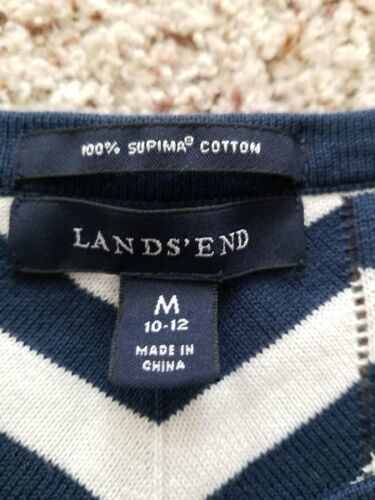 100% SUPIMA® COTTON
LANDS' END
M
10-12
MADE IN
CHINA